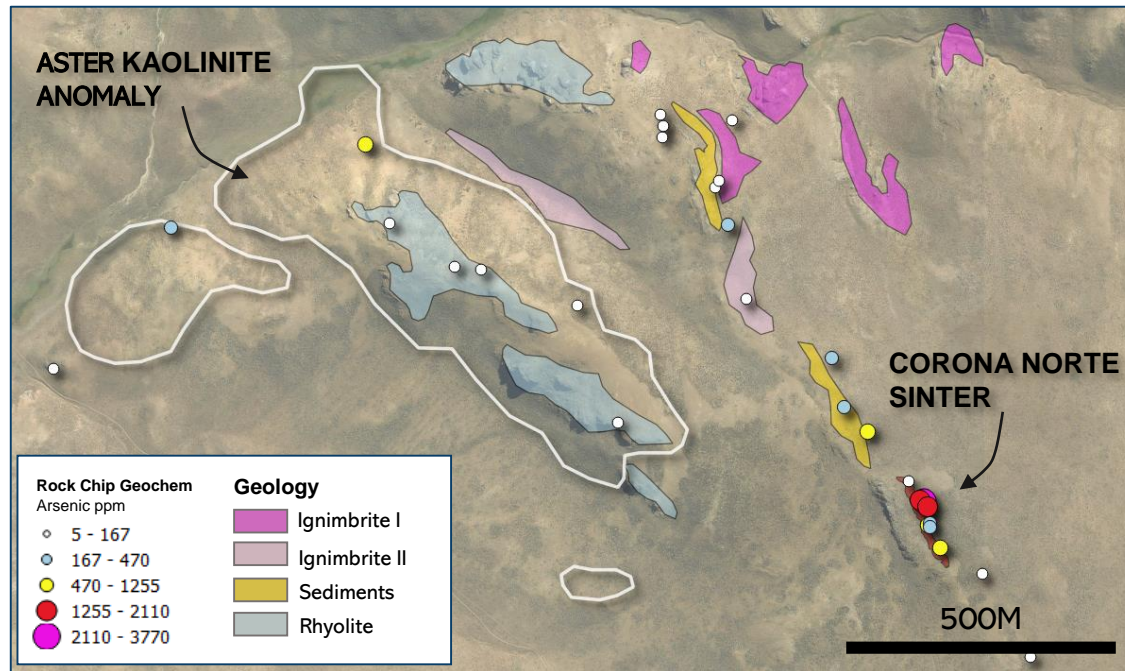 ASTER KAOLINITE
ANOMALY
CORONA NORTE
SINTER
Rock Chip Geochem
Arsenic ppm
5 - 167
167 - 470
470 - 1255
1255 - 2110
2110 - 3770
Geology
Ignimbrite I
Ignimbrite II
Sediments
Rhyolite
500M